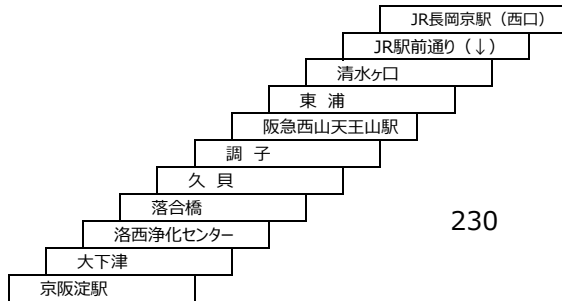 JR長岡京駅（西口）
JR駅前通り（↓）
清水ヶ口
東 浦
阪急西山天王山駅
調 子
久 貝
落合橋
230
洛西浄化センター
大下津
京阪淀駅